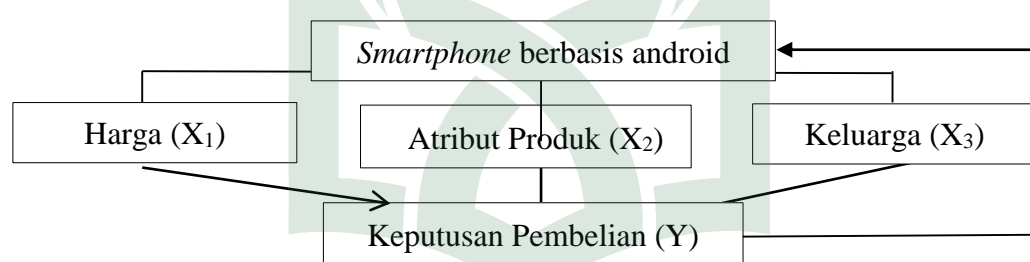 Smartphone berbasis android
Harga (X₁)
Atribut Produk (X₂)
Keluarga (X₃)
Keputusan Pembelian (Y)